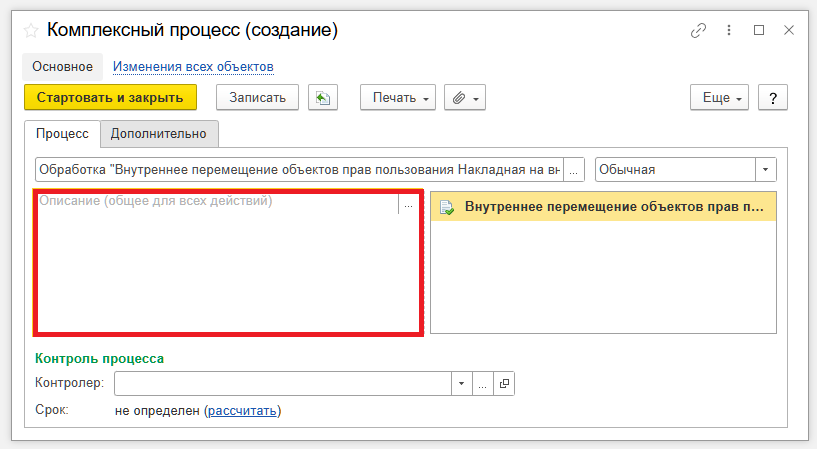 Комплексный процесс (создание)
Основное Изменения всех объектов
Стартовать и закрыть Записать Печать Еще ?
Процесс Дополнительно
Обработка "Внутреннее перемещение объектов прав пользования Накладная на вн ... Обычная
Описание (общее для всех действий) ... Внутреннее перемещение объектов прав п...
Контроль процесса
Контролер: ...
Срок: не определен (рассчитать)